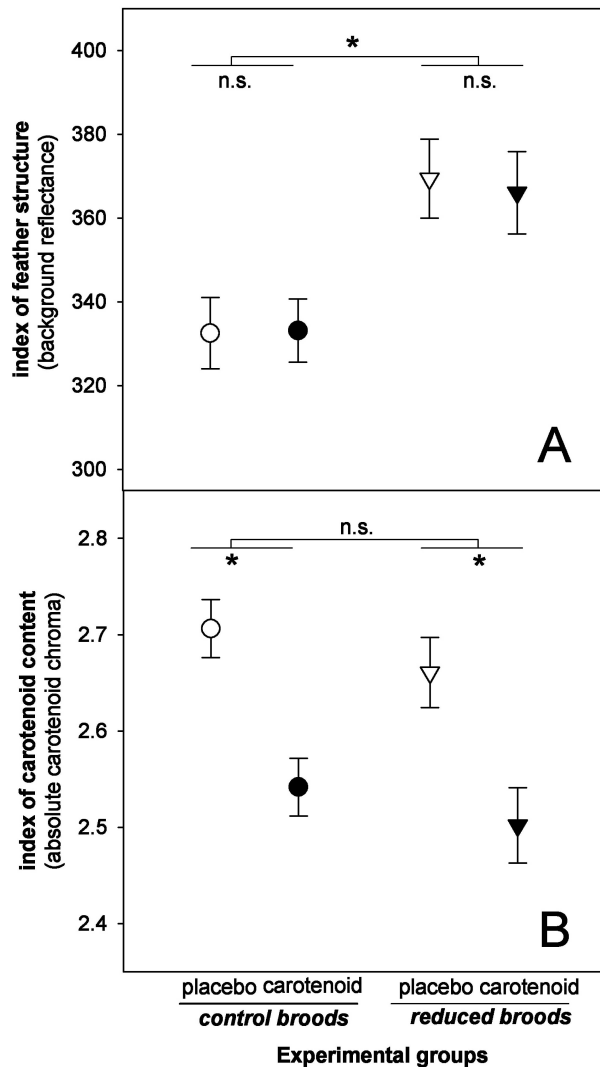 400
380
360
340
320
300
index of feather structure
(background reflectance)
*
n.s.
n.s.
A
2.8
2.7
2.6
2.5
2.4
index of carotenoid content
(absolute carotenoid chroma)
n.s.
*
*
B
placebo carotenoid
placebo carotenoid
control broods
reduced broods
Experimental groups